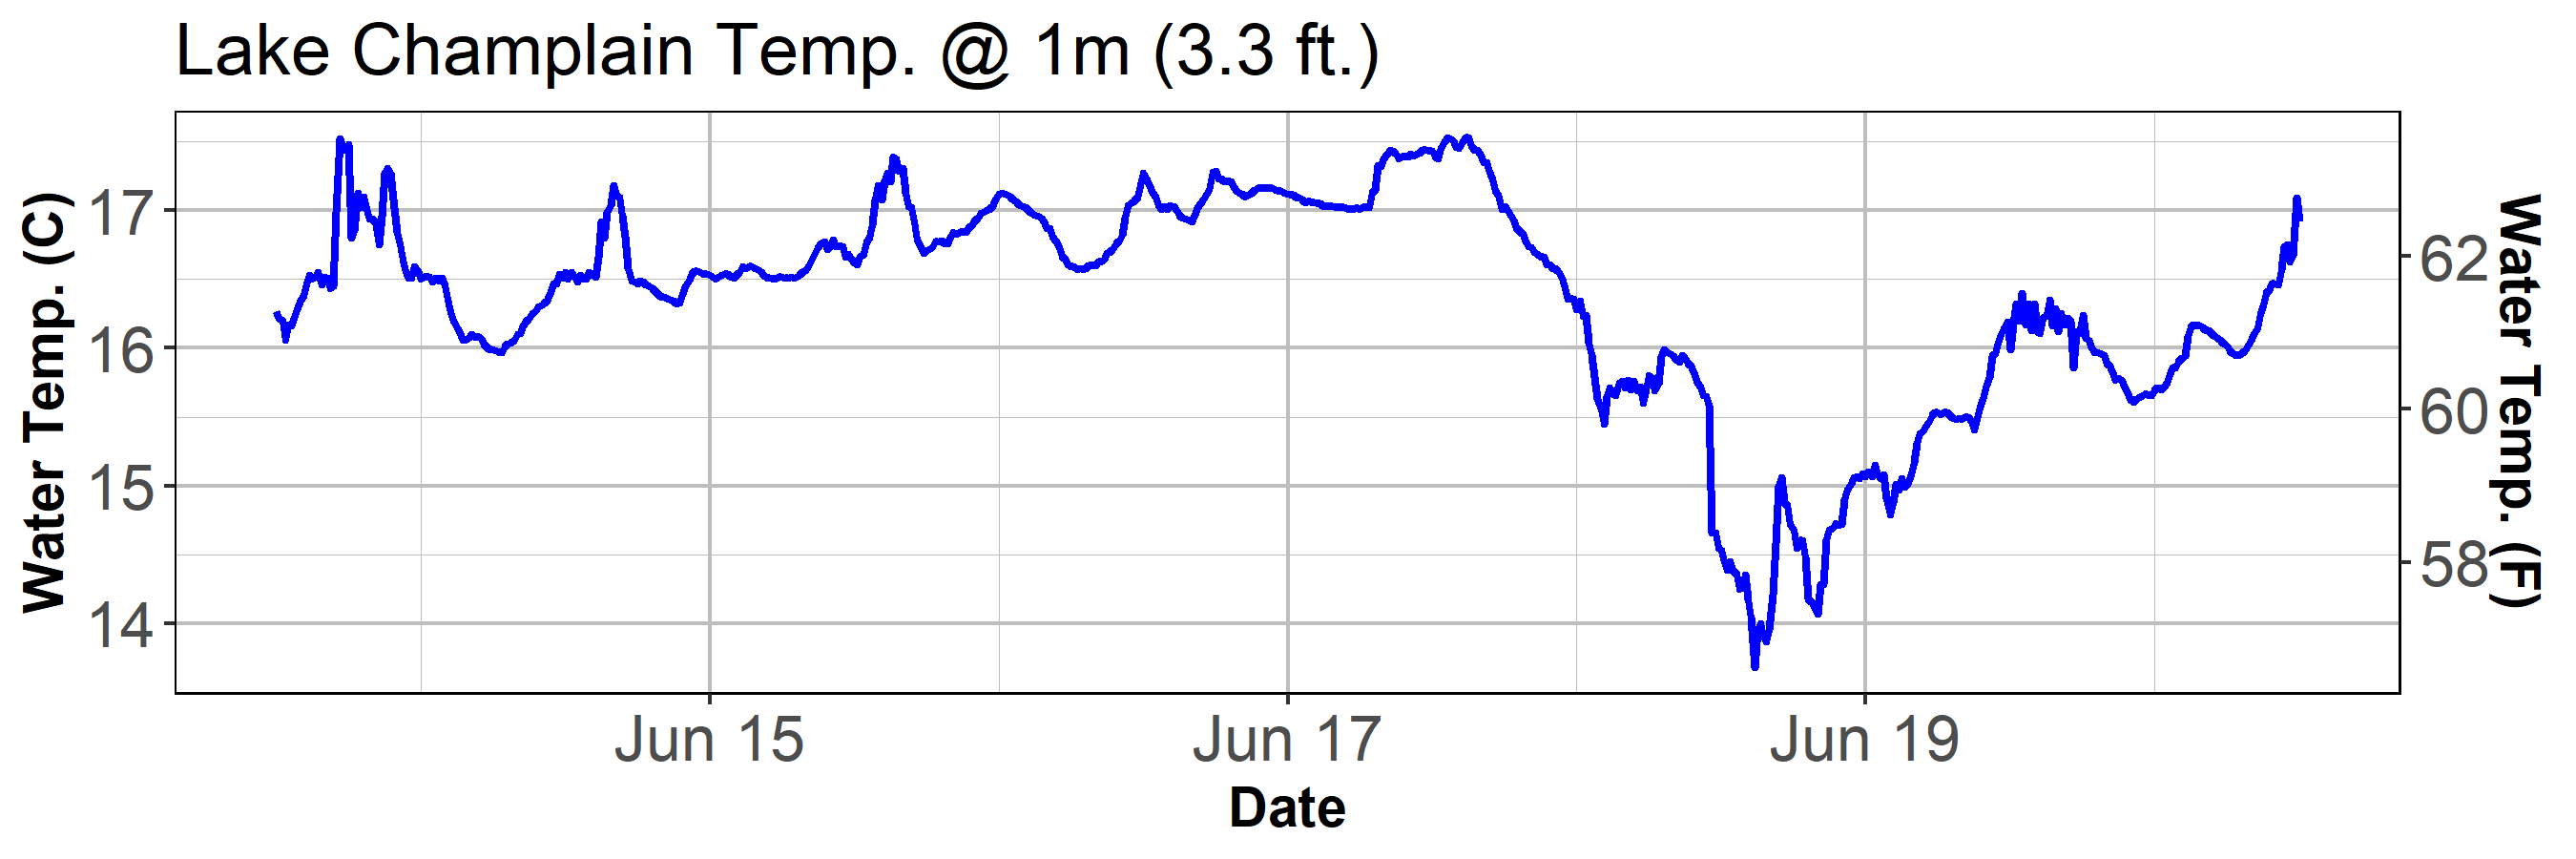 Lake Champlain Temp. @ 1m (3.3 ft.)
Water Temp. (C)
17
16
15
14
62
60
58
Water Temp. (F)
Jun 15
Jun 17
Jun 19
Date